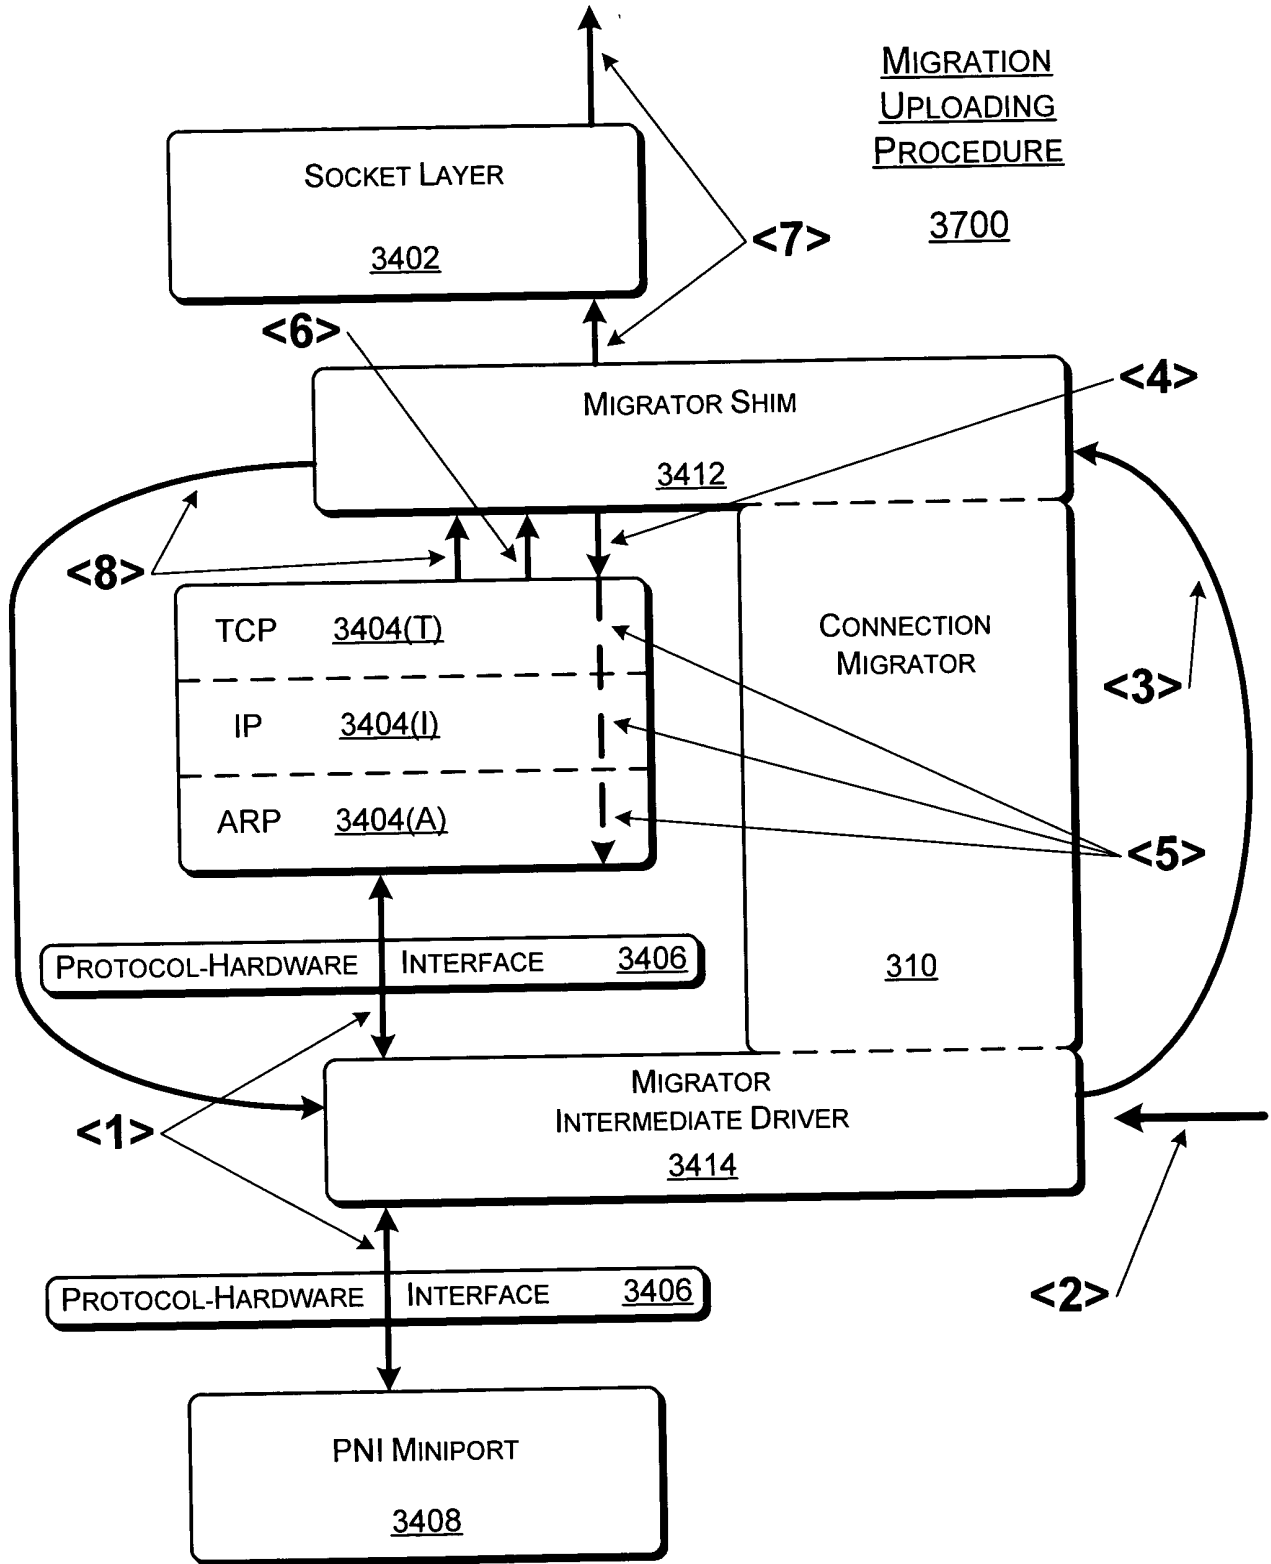 MIGRATION
UPLOADING
PROCEDURE
3700
SOCKET LAYER
3402
<7>
<6>
<4>
MIGRATOR SHIM
3412
<8>
TCP 3404(T)
IP 3404(I)
ARP 3404(A)
CONNECTION
MIGRATOR
310
<3>
<5>
PROTOCOL-HARDWARE INTERFACE 3406
<1>
MIGRATOR
INTERMEDIATE DRIVER
3414
<2>
PROTOCOL-HARDWARE INTERFACE 3406
PNI MINIPORT
3408